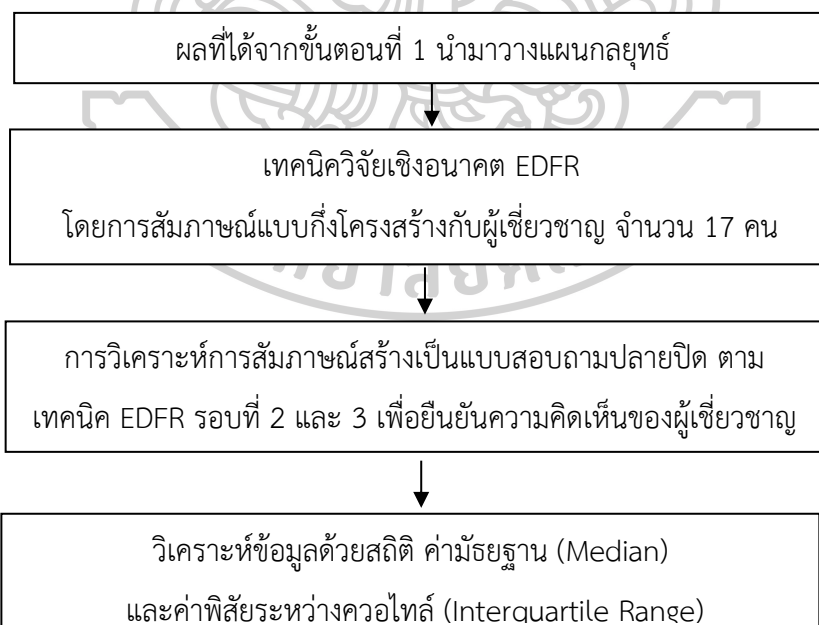 ผลที่ได้จากขั้นตอนที่ 1 นำมาวางแผนกลยุทธ์
เทคนิควิจัยเชิงอนาคต EDFR
โดยการสัมภาษณ์แบบกึ่งโครงสร้างกับผู้เชี่ยวชาญ จำนวน 17 คน
การวิเคราะห์การสัมภาษณ์สร้างเป็นแบบสอบถามปลายปิด ตาม
เทคนิค EDFR รอบที่ 2 และ 3 เพื่อยืนยันความคิดเห็นของผู้เชี่ยวชาญ
วิเคราะห์ข้อมูลด้วยสถิติ ค่ามัธยฐาน (Median)
และค่าพิสัยระหว่างควอไทล์ (Interquartile Range)